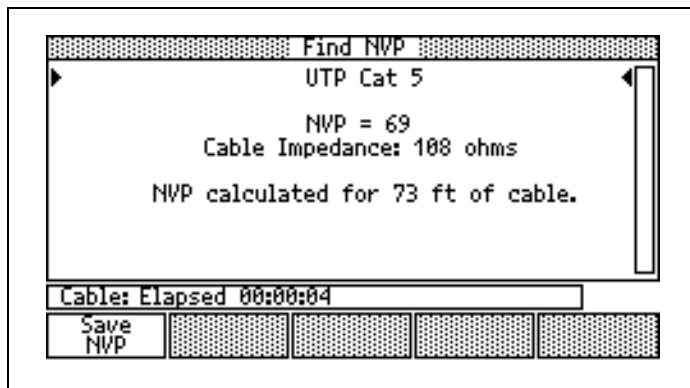 Find NVP
UTP Cat 5
NVP = 69
Cable Impedance: 108 ohms
NVP calculated for 73 ft of cable.
Cable: Elapsed 00:00:04
Save
NVP